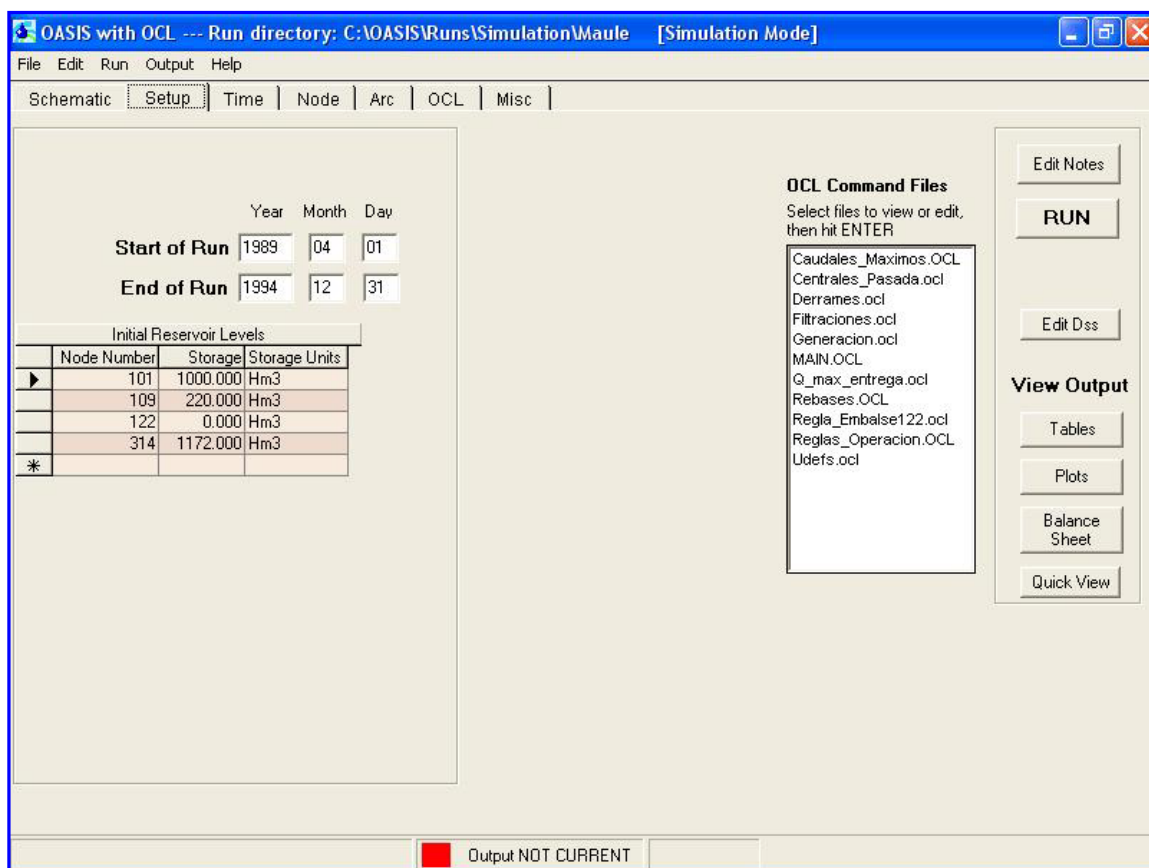 OASIS with OCL --- Run directory: C:\OASIS\Runs\Simulation\Maule [Simulation Mode]
File Edit Run Output Help
Schematic Setup Time Node Arc OCL Misc
Year Month Day
Start of Run 1989 04 01
End of Run 1994 12 31
Initial Reservoir Levels
Node Number Storage Storage Units
101 1000.000 Hm3
109 220.000 Hm3
122 0.000 Hm3
314 1172.000 Hm3
OCL Command Files
Select files to view or edit,
then hit ENTER
Caudales_Maximos.OCL
Centrales_Pasada.ocl
Derrames.ocl
Filtraciones.ocl
Generacion.ocl
MAIN.OCL
Q_max_entrega.ocl
Rebases.OCL
Regla_Embalse122.ocl
Reglas_Operacion.OCL
Udefs.ocl
Edit Notes
RUN
Edit Dss
View Output
Tables
Plots
Balance
Sheet
Quick View
Output NOT CURRENT